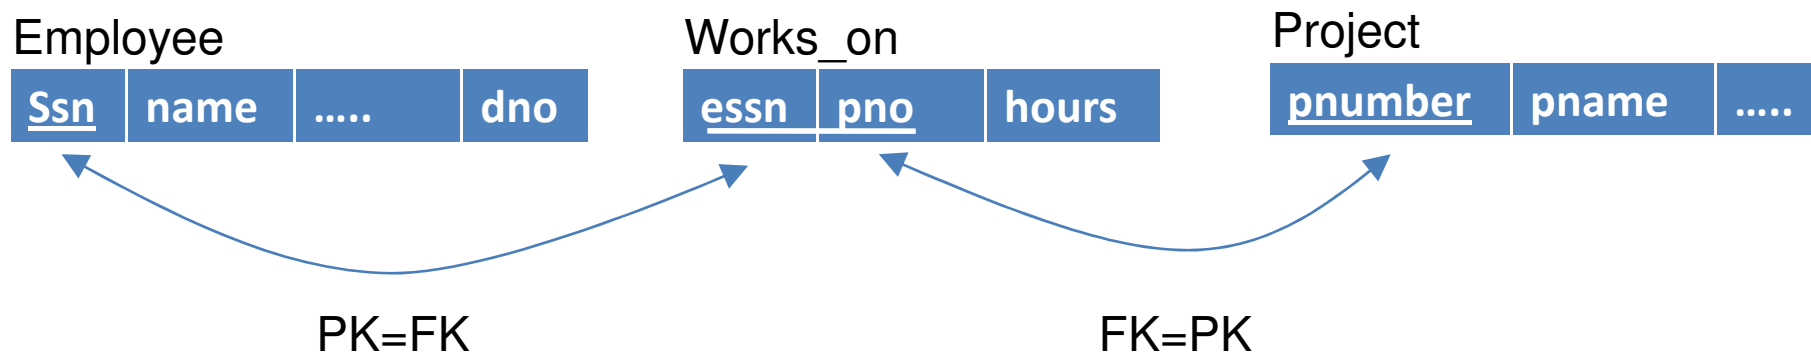 Employee
Ssn name ..... dno
Works_on
essn pno hours
Project
pnumber pname .....
PK=FK
FK=PK